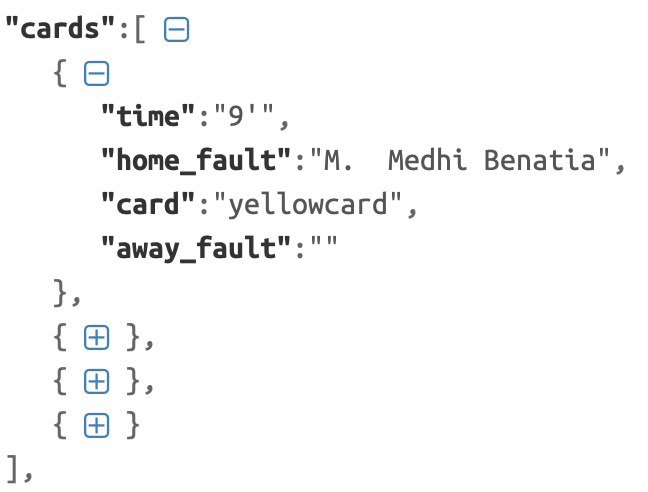 "cards":[
{
"time":"9'",
"home_fault":"M.  Medhi Benatia",
"card":"yellowcard",
"away_fault":""
},
{ },
{ },
{ }
],